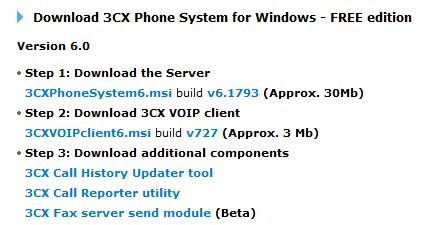 Download 3CX Phone System for Windows - FREE edition
Version 6.0
Step 1: Download the Server
3CXPhoneSystem6.msi build v6.1793 (Approx. 30Mb)
Step 2: Download 3CX VOIP client
3CXVOIPclient6.msi build v727 (Approx. 3 Mb)
Step 3: Download additional components
3CX Call History Updater tool
3CX Call Reporter utility
3CX Fax server send module (Beta)